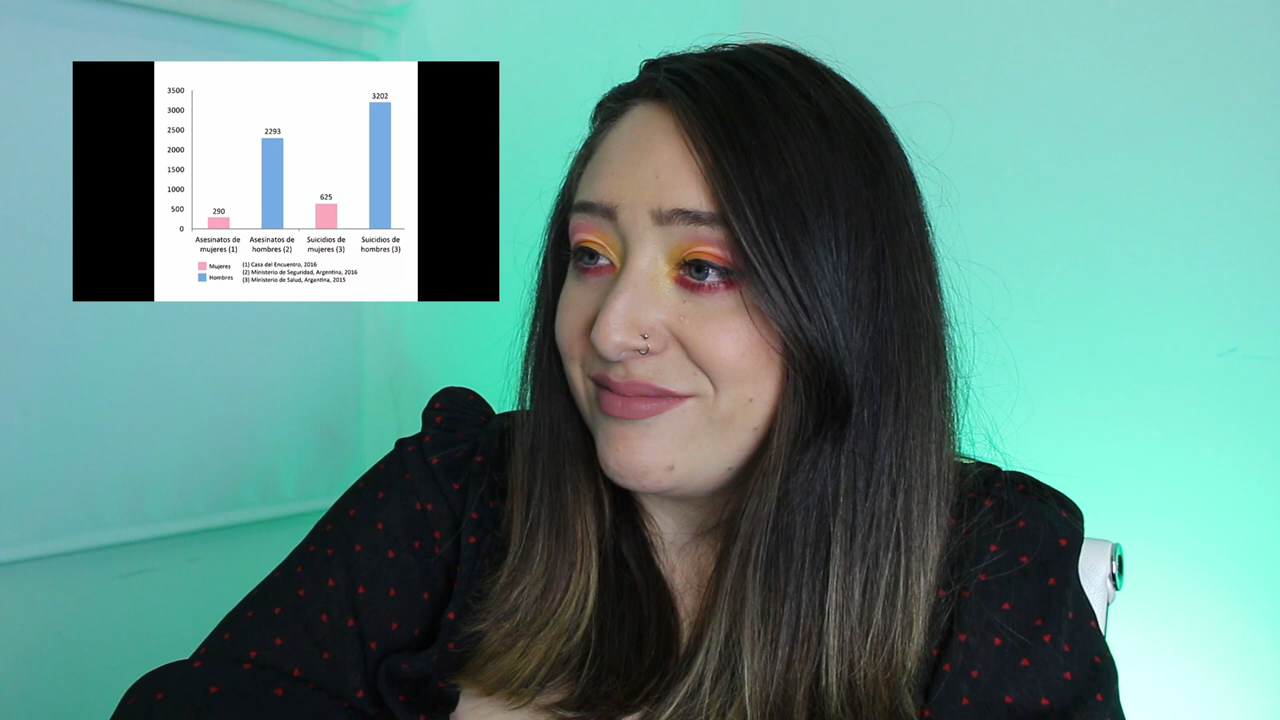 3500
3000
2500
2000
1500
1000
500
0
290
2293
625
3202
Asesinatos de
mujeres (1)
Asesinatos de
hombres (2)
Suicidios de
mujeres (3)
Suicidios de
hombres (3)
Mujeres
Hombres
(1) Casa del Encuentro, 2016
(2) Ministerio de Seguridad, Argentina, 2016
(3) Ministerio de Salud, Argentina, 2015